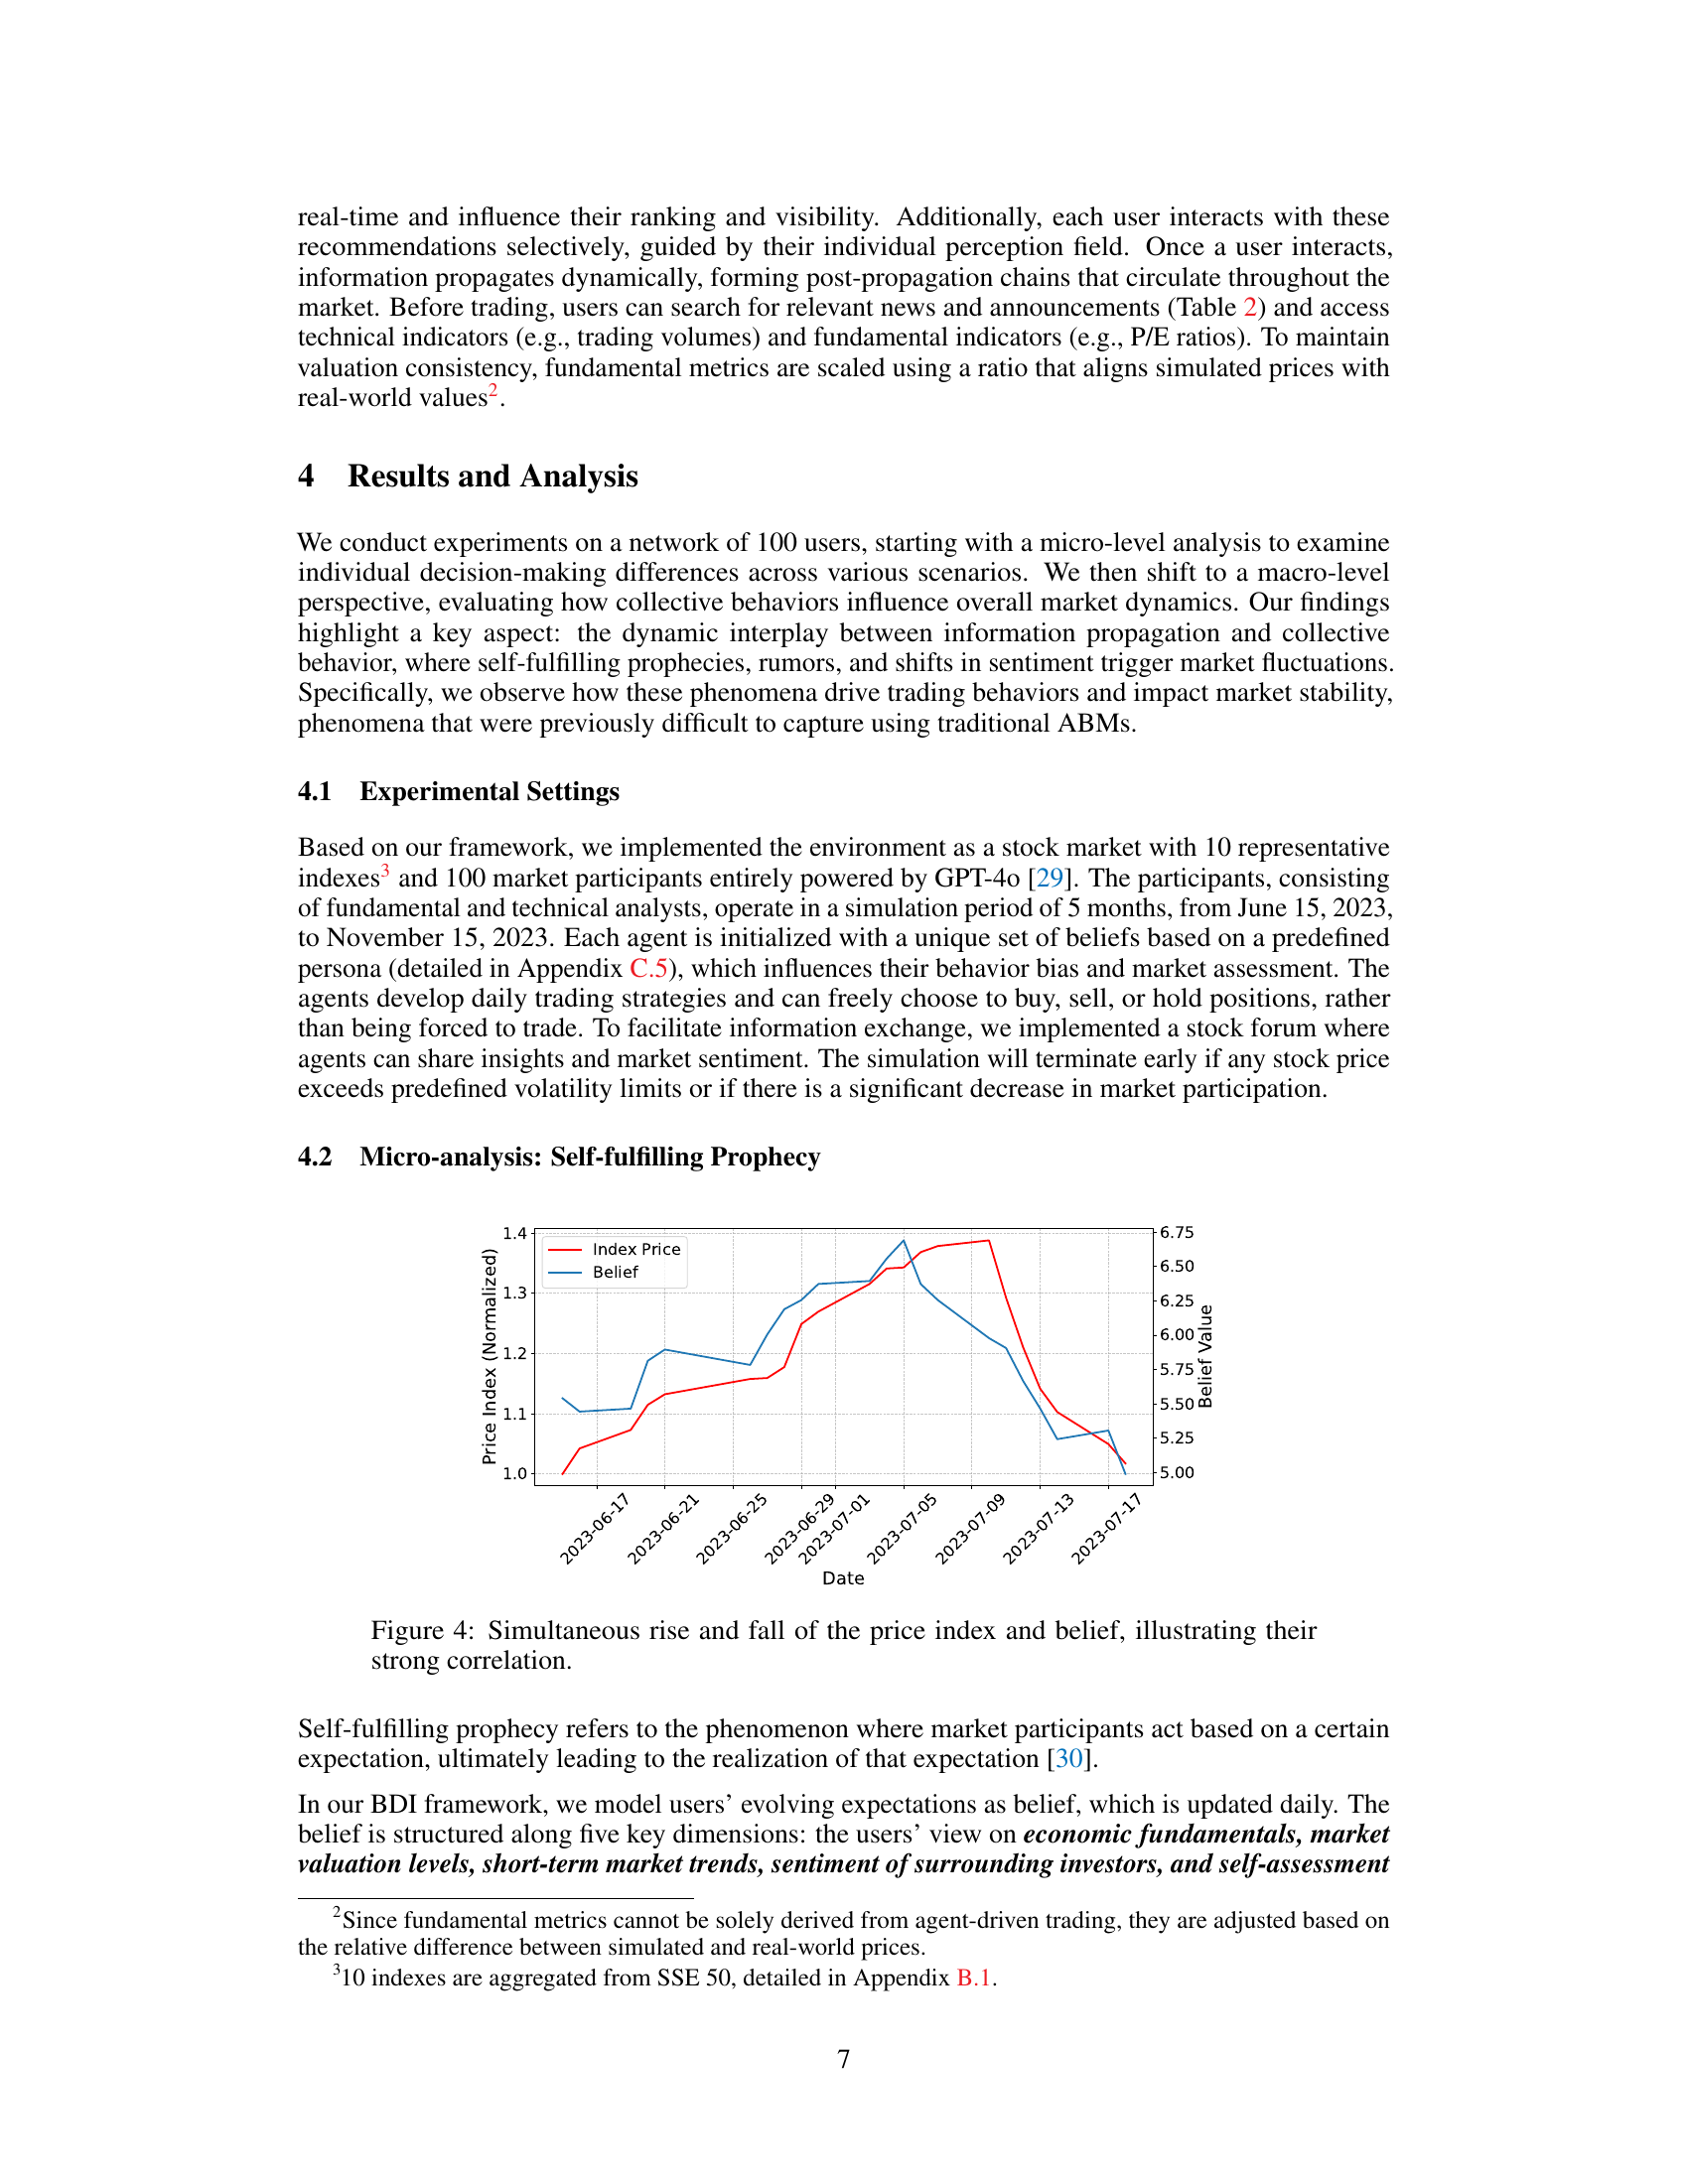 real-time and influence their ranking and visibility. Additionally, each user interacts with these
recommendations selectively, guided by their individual perception field. Once a user interacts,
information propagates dynamically, forming post-propagation chains that circulate throughout the
market. Before trading, users can search for relevant news and announcements (Table 2) and access
technical indicators (e.g., trading volumes) and fundamental indicators (e.g., P/E ratios). To maintain
valuation consistency, fundamental metrics are scaled using a ratio that aligns simulated prices with
real-world values2.
4 Results and Analysis
We conduct experiments on a network of 100 users, starting with a micro-level analysis to examine
individual decision-making differences across various scenarios. We then shift to a macro-level
perspective, evaluating how collective behaviors influence overall market dynamics. Our findings
highlight a key aspect: the dynamic interplay between information propagation and collective
behavior, where self-fulfilling prophecies, rumors, and shifts in sentiment trigger market fluctuations.
Specifically, we observe how these phenomena drive trading behaviors and impact market stability,
phenomena that were previously difficult to capture using traditional ABMs.
4.1 Experimental Settings
Based on our framework, we implemented the environment as a stock market with 10 representative
indexes3 and 100 market participants entirely powered by GPT-4o [29]. The participants, consisting
of fundamental and technical analysts, operate in a simulation period of 5 months, from June 15, 2023,
to November 15, 2023. Each agent is initialized with a unique set of beliefs based on a predefined
persona (detailed in Appendix C.5), which influences their behavior bias and market assessment. The
agents develop daily trading strategies and can freely choose to buy, sell, or hold positions, rather
than being forced to trade. To facilitate information exchange, we implemented a stock forum where
agents can share insights and market sentiment. The simulation will terminate early if any stock price
exceeds predefined volatility limits or if there is a significant decrease in market participation.
4.2 Micro-analysis: Self-fulfilling Prophecy
Price Index (Normalized)
1.4
1.3
1.2
1.1
1.0
Index Price
Belief
6.75
6.50
6.25
6.00
5.75
5.50
5.25
5.00
Belief Value
2023-06-17
2023-06-21
2023-06-25
2023-06-29
2023-07-01
2023-07-05
2023-07-09
2023-07-13
2023-07-17
Date
Figure 4: Simultaneous rise and fall of the price index and belief, illustrating their
strong correlation.
Self-fulfilling prophecy refers to the phenomenon where market participants act based on a certain
expectation, ultimately leading to the realization of that expectation [30].
In our BDI framework, we model users' evolving expectations as belief, which is updated daily. The
belief is structured along five key dimensions: the users' view on economic fundamentals, market
valuation levels, short-term market trends, sentiment of surrounding investors, and self-assessment
2Since fundamental metrics cannot be solely derived from agent-driven trading, they are adjusted based on
the relative difference between simulated and real-world prices.
310 indexes are aggregated from SSE 50, detailed in Appendix B.1.
7